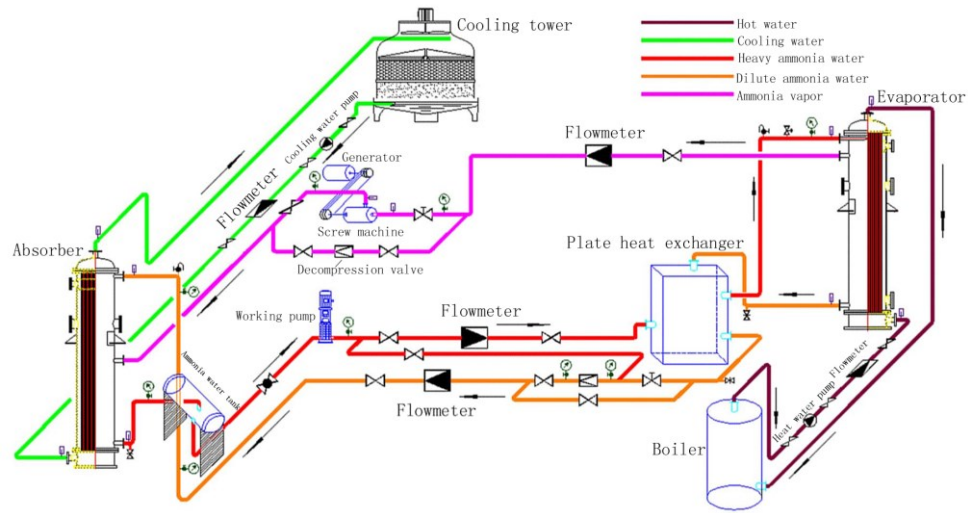 Cooling tower
Hot water
Cooling water
Heavy ammonia water
Dilute ammonia water
Ammonia vapor
Evaporator
Cooling water pump
Flowmeter
Generator
Flowmeter
Screw machine
Decompression valve
Absorber
Plate heat exchanger
Working pump
Flowmeter
Ammonia water tank
Flowmeter
Heat water pump
Flowmeter
Boiler